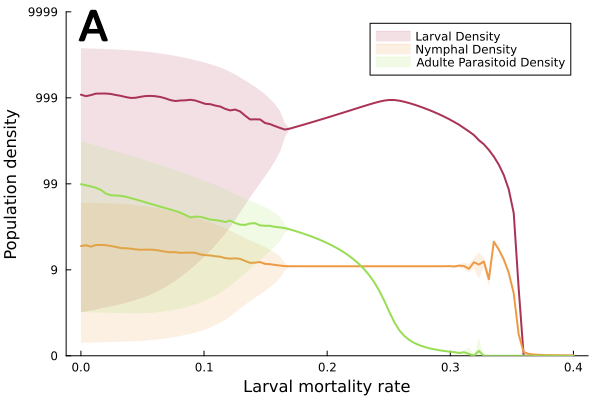 A
9999
999
99
9
0
Population density
Larval Density
Nymphal Density
Adulte Parasitoid Density
0.0
0.1
0.2
0.3
0.4
Larval mortality rate